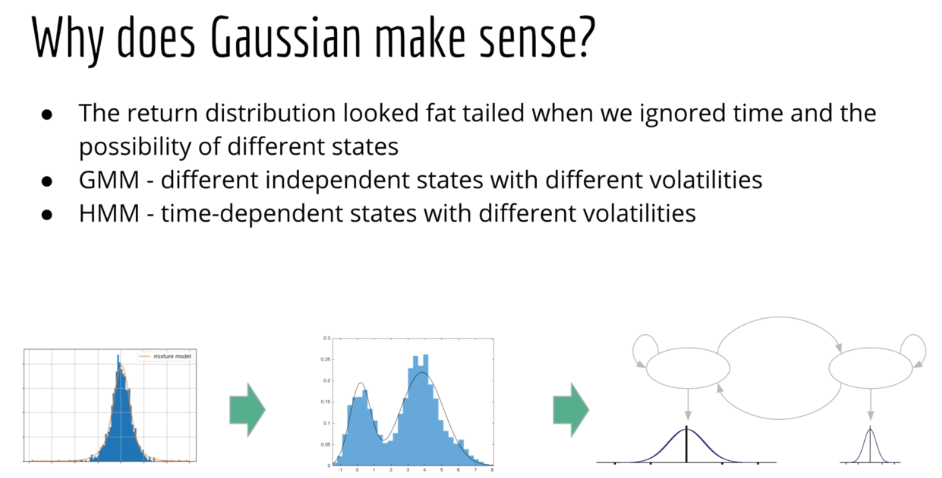 Why does Gaussian make sense?
● The return distribution looked fat tailed when we ignored time and the
possibility of different states
● GMM - different independent states with different volatilities
● HMM - time-dependent states with different volatilities
mixture model
0.3
0.25
0.2
0.15
0.1
0.05
0
-1 0 1 2 3 4 5 6 7 8